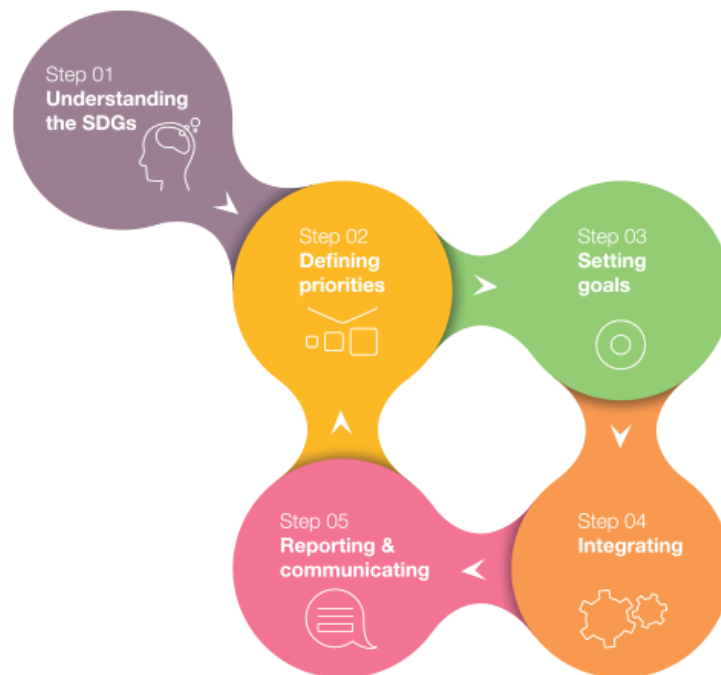 Step 01
Understanding
the SDGs
Step 02
Defining
priorities
Step 03
Setting
goals
Step 04
Integrating
Step 05
Reporting &
communicating